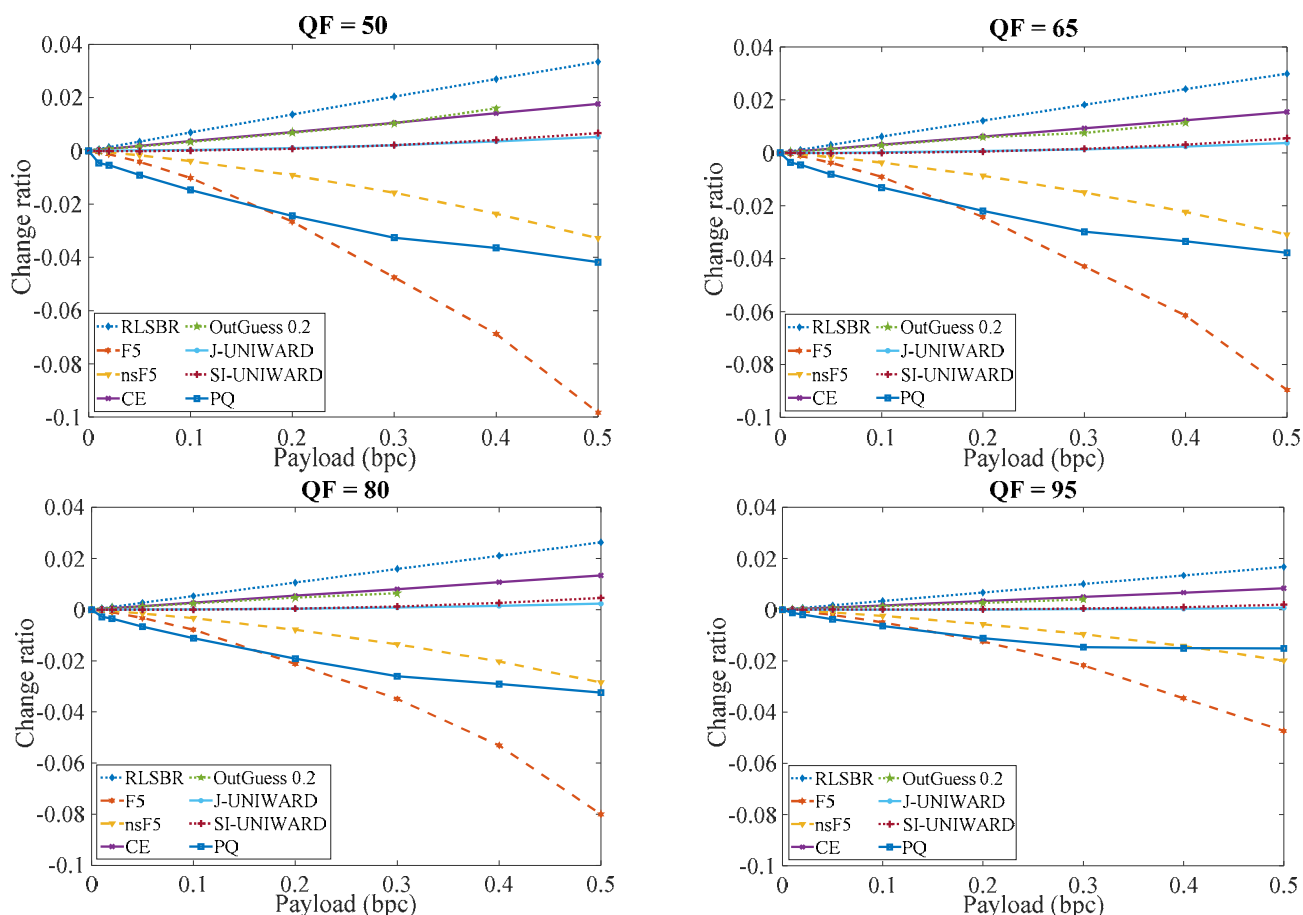 QF = 50
0.04
0.02
0
-0.02
-0.04
-0.06
-0.08
-0.1
Change ratio
RLSBR OutGuess 0.2
F5 J-UNIWARD
nsF5 SI-UNIWARD
CE PQ
0 0.1 0.2 0.3 0.4 0.5
Payload (bpc)
QF = 65
0.04
0.02
0
-0.02
-0.04
-0.06
-0.08
-0.1
Change ratio
RLSBR OutGuess 0.2
F5 J-UNIWARD
nsF5 SI-UNIWARD
CE PQ
0 0.1 0.2 0.3 0.4 0.5
Payload (bpc)
QF = 80
0.04
0.02
0
-0.02
-0.04
-0.06
-0.08
-0.1
Change ratio
RLSBR OutGuess 0.2
F5 J-UNIWARD
nsF5 SI-UNIWARD
CE PQ
0 0.1 0.2 0.3 0.4 0.5
Payload (bpc)
QF = 95
0.04
0.02
0
-0.02
-0.04
-0.06
-0.08
-0.1
Change ratio
RLSBR OutGuess 0.2
F5 J-UNIWARD
nsF5 SI-UNIWARD
CE PQ
0 0.1 0.2 0.3 0.4 0.5
Payload (bpc)